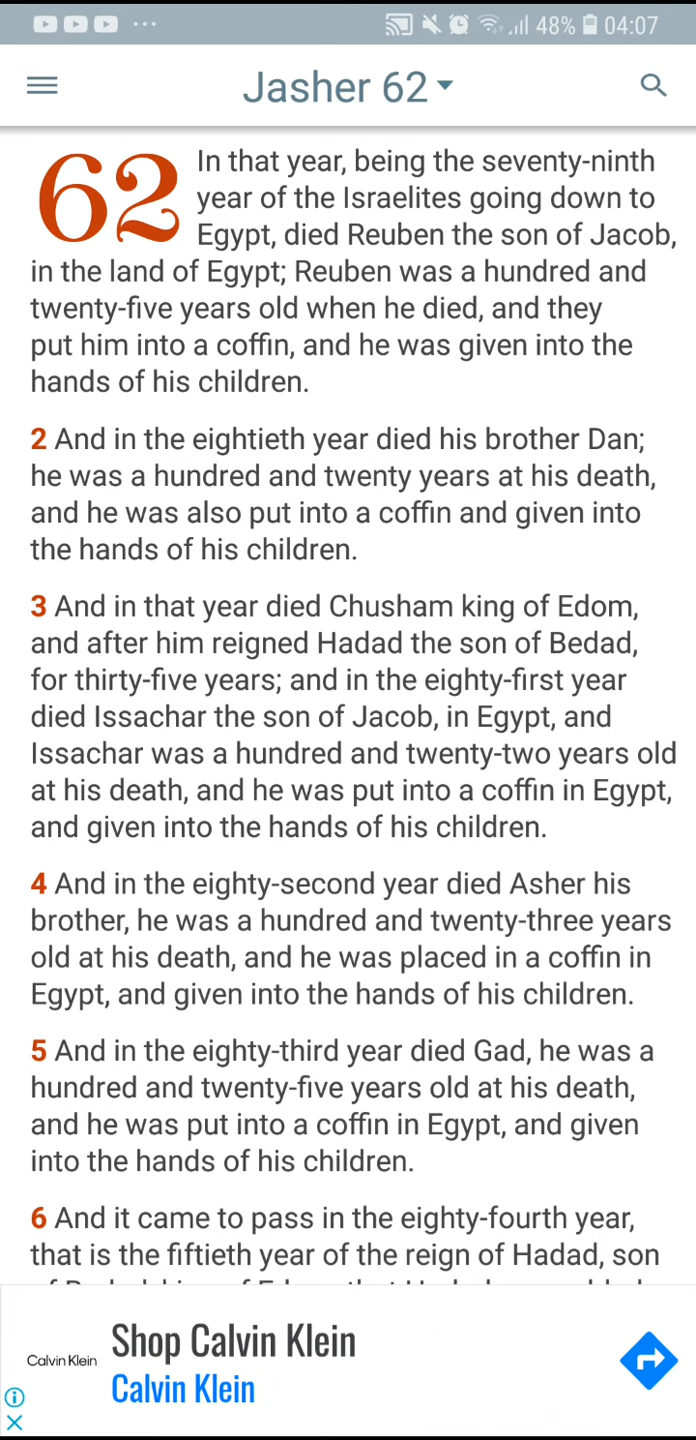 48% 04:07
Jasher 62
62 In that year, being the seventy-ninth
year of the Israelites going down to
Egypt, died Reuben the son of Jacob,
in the land of Egypt; Reuben was a hundred and
twenty-five years old when he died, and they
put him into a coffin, and he was given into the
hands of his children.
2 And in the eightieth year died his brother Dan;
he was a hundred and twenty years at his death,
and he was also put into a coffin and given into
the hands of his children.
3 And in that year died Chusham king of Edom,
and after him reigned Hadad the son of Bedad,
for thirty-five years; and in the eighty-first year
died Issachar the son of Jacob, in Egypt, and
Issachar was a hundred and twenty-two years old
at his death, and he was put into a coffin in Egypt,
and given into the hands of his children.
4 And in the eighty-second year died Asher his
brother, he was a hundred and twenty-three years
old at his death, and he was placed in a coffin in
Egypt, and given into the hands of his children.
5 And in the eighty-third year died Gad, he was a
hundred and twenty-five years old at his death,
and he was put into a coffin in Egypt, and given
into the hands of his children.
6 And it came to pass in the eighty-fourth year,
that is the fiftieth year of the reign of Hadad, son
Shop Calvin Klein
Calvin Klein
Calvin Klein